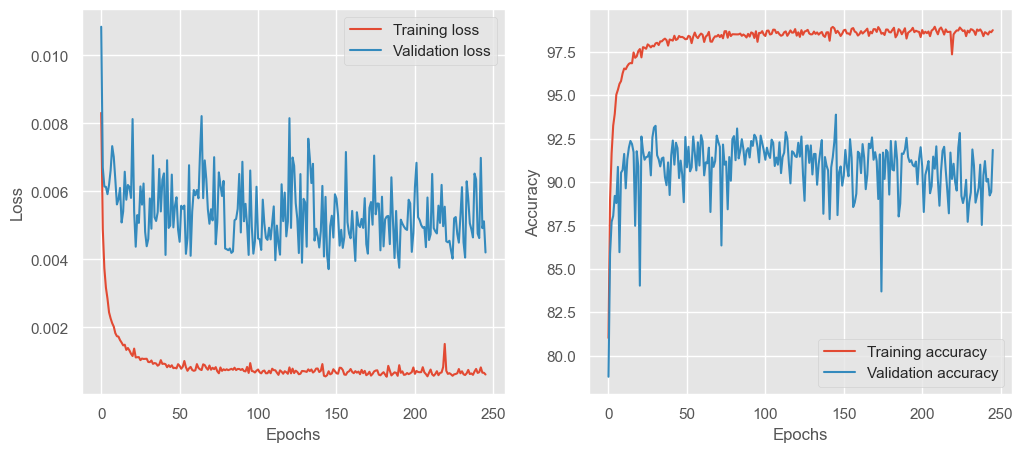 Training loss
Validation loss
0.010
0.008
0.006
0.004
0.002
Loss
0 50 100 150 200 250
Epochs
97.5
95.0
92.5
90.0
87.5
85.0
82.5
80.0
Accuracy
Training accuracy
Validation accuracy
0 50 100 150 200 250
Epochs